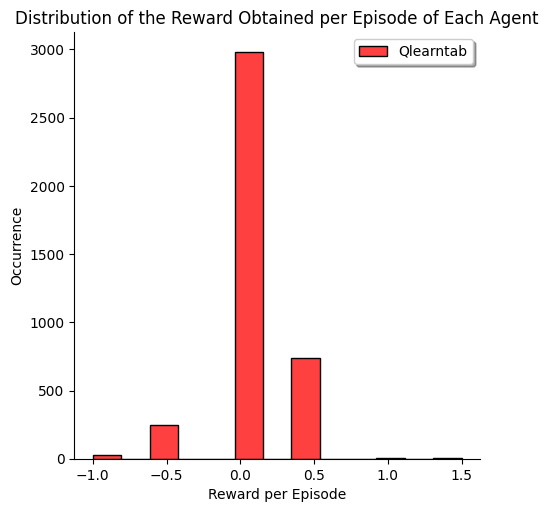 Distribution of the Reward Obtained per Episode of Each Agent
Qlearntab
3000
2500
2000
1500
1000
500
0
Occurrence
−1.0 −0.5 0.0 0.5 1.0 1.5
Reward per Episode